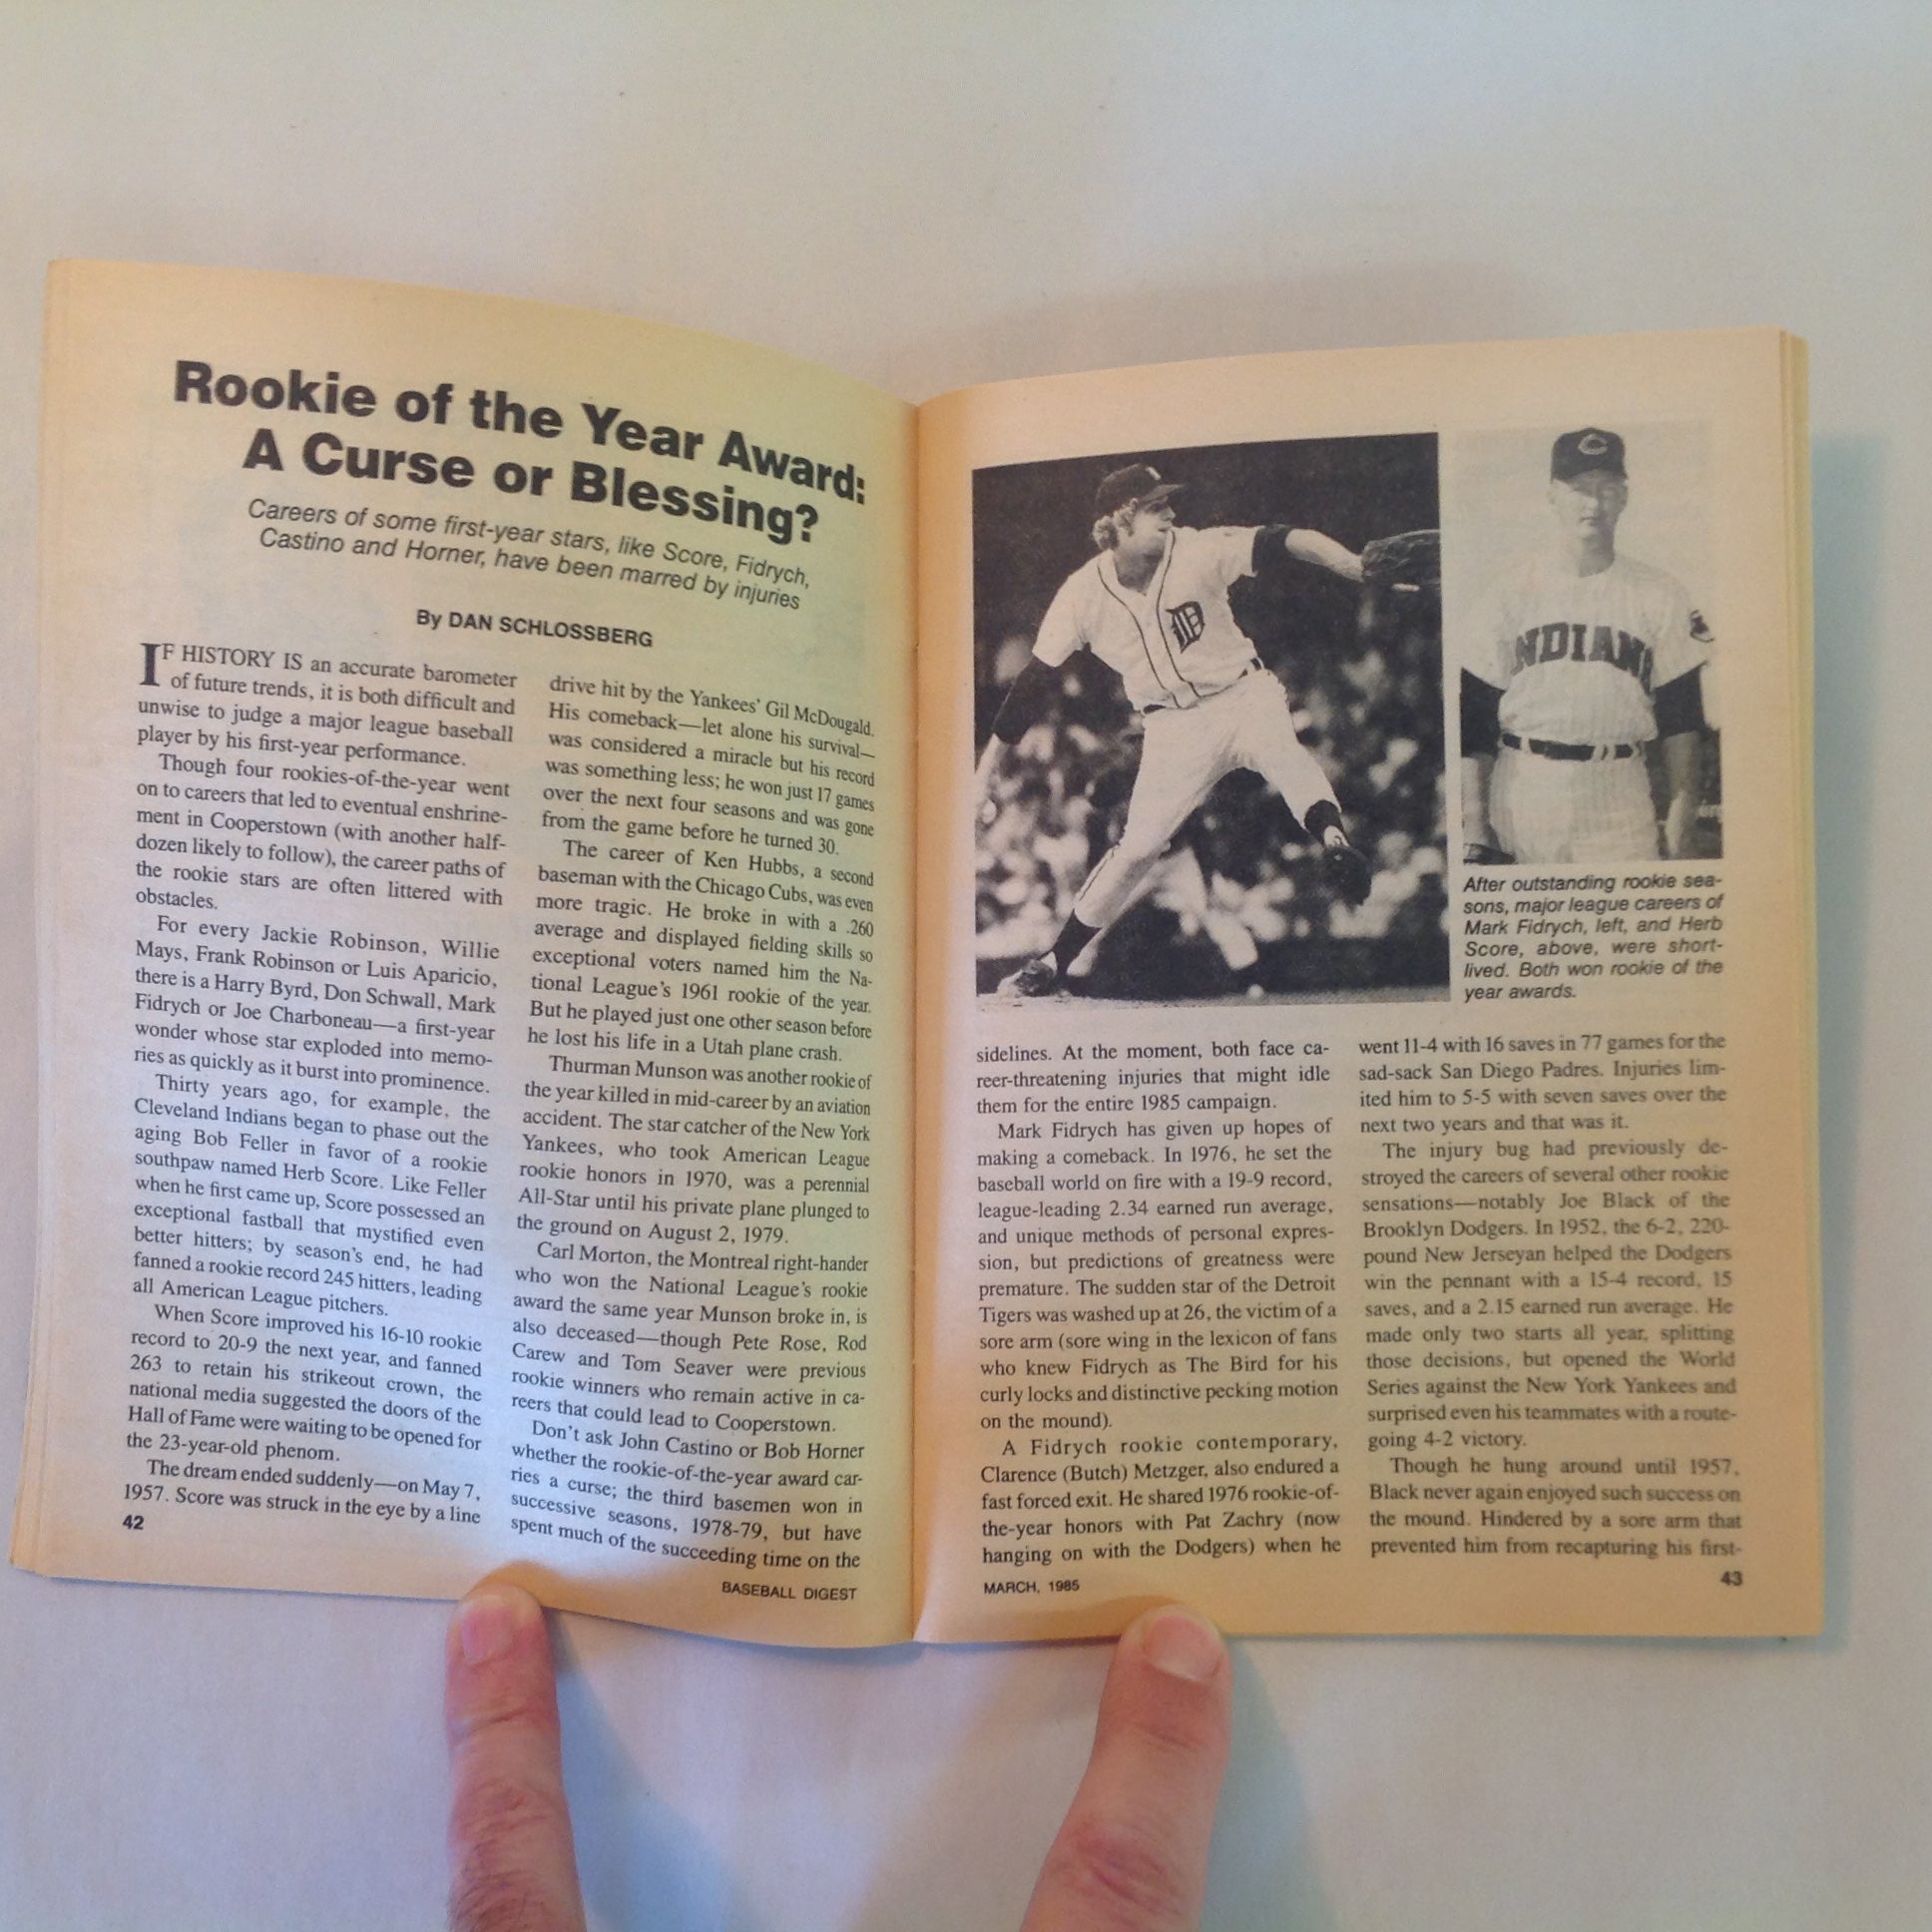 Rookie of the Year Award:
A Curse or Blessing?
Careers of some first-year stars, like Score, Fidrych,
Castino and Horner, have been marred by injuries
By DAN SCHLOSSBERG
IF HISTORY IS an accurate barometer
of future trends, it is both difficult and
unwise to judge a major league baseball
player by his first-year performance.
Though four rookies-of-the-year went
on to careers that led to eventual enshrine-
ment in Cooperstown (with another half-
dozen likely to follow), the career paths of
the rookie stars are often littered with
obstacles.
For every Jackie Robinson, Willie
Mays, Frank Robinson or Luis Aparicio,
there is a Harry Byrd, Don Schwall, Mark
Fidrych or Joe Charboneau—a first-year
wonder whose star exploded into memo-
ries as quickly as it burst into prominence.
Thirty years ago, for example, the
Cleveland Indians began to phase out the
aging Bob Feller in favor of a rookie
southpaw named Herb Score. Like Feller
when he first came up, Score possessed an
exceptional fastball that mystified even
better hitters; by season's end, he had
fanned a rookie record 245 hitters, leading
all American League pitchers.
When Score improved his 16-10 rookie
record to 20-9 the next year, and fanned
263 to retain his strikeout crown, the
national media suggested the doors of the
Hall of Fame were waiting to be opened for
the 23-year-old phenom.
The dream ended suddenly—on May 7,
1957. Score was struck in the eye by a line
42
drive hit by the Yankees' Gil McDougald.
His comeback—let alone his survival—
was considered a miracle but his record
was something less; he won just 17 games
over the next four seasons and was gone
from the game before he turned 30.
The career of Ken Hubbs, a second
baseman with the Chicago Cubs, was even
more tragic. He broke in with a .260
average and displayed fielding skills so
exceptional voters named him the Na-
tional League's 1961 rookie of the year.
But he played just one other season before
he lost his life in a Utah plane crash.
Thurman Munson was another rookie of
the year killed in mid-career by an aviation
accident. The star catcher of the New York
Yankees, who took American League
rookie honors in 1970, was a perennial
All-Star until his private plane plunged to
the ground on August 2, 1979.
Carl Morton, the Montreal right-hander
who won the National League's rookie
award the same year Munson broke in, is
also deceased—though Pete Rose, Rod
Carew and Tom Seaver were previous
rookie winners who remain active in ca-
reers that could lead to Cooperstown.
Don't ask John Castino or Bob Horner
whether the rookie-of-the-year award car-
ries a curse; the third basemen won in
successive seasons, 1978-79, but have
spent much of the succeeding time on the
BASEBALL DIGEST
D
C
INDIANS
After outstanding rookie sea-
sons, major league careers of
Mark Fidrych, left, and Herb
Score, above, were short-
lived. Both won rookie of the
year awards.
sidelines. At the moment, both face ca-
reer-threatening injuries that might idle
them for the entire 1985 campaign.
Mark Fidrych has given up hopes of
making a comeback. In 1976, he set the
baseball world on fire with a 19-9 record,
league-leading 2.34 earned run average,
and unique methods of personal expres-
sion, but predictions of greatness were
premature. The sudden star of the Detroit
Tigers was washed up at 26, the victim of a
sore arm (sore wing in the lexicon of fans
who knew Fidrych as The Bird for his
curly locks and distinctive pecking motion
on the mound).
A Fidrych rookie contemporary,
Clarence (Butch) Metzger, also endured a
fast forced exit. He shared 1976 rookie-of-
the-year honors with Pat Zachry (now
hanging on with the Dodgers) when he
MARCH, 1985
went 11-4 with 16 saves in 77 games for the
sad-sack San Diego Padres. Injuries lim-
ited him to 5-5 with seven saves over the
next two years and that was it.
The injury bug had previously de-
stroyed the careers of several other rookie
sensations—notably Joe Black of the
Brooklyn Dodgers. In 1952, the 6-2, 220-
pound New Jerseyan helped the Dodgers
win the pennant with a 15-4 record, 15
saves, and a 2.15 earned run average. He
made only two starts all year, splitting
those decisions, but opened the World
Series against the New York Yankees and
surprised even his teammates with a route-
going 4-2 victory.
Though he hung around until 1957,
Black never again enjoyed such success on
the mound. Hindered by a sore arm that
prevented him from recapturing his first-
43